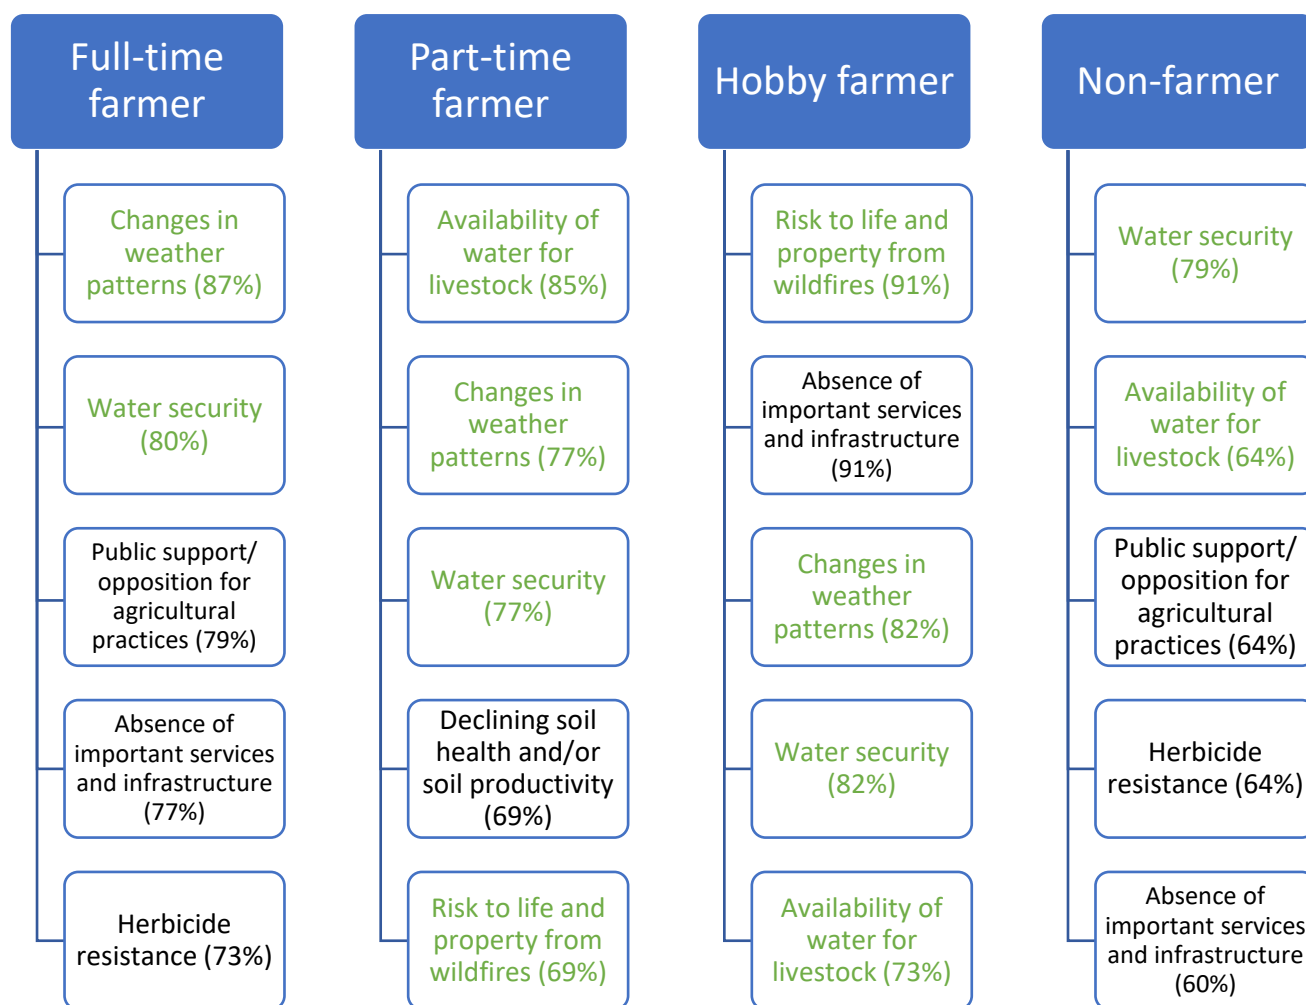 Full-time
farmer
Changes in
weather
patterns (87%)
Water security
(80%)
Public support/
opposition for
agricultural
practices (79%)
Absence of
important services
and infrastructure
(77%)
Herbicide
resistance (73%)
Part-time
farmer
Availability of
water for
livestock (85%)
Changes in
weather
patterns (77%)
Water security
(77%)
Declining soil
health and/or
soil productivity
(69%)
Risk to life and
property from
wildfires (69%)
Hobby farmer
Risk to life and
property from
wildfires (91%)
Absence of
important services
and infrastructure
(91%)
Changes in
weather
patterns (82%)
Water security
(82%)
Availability of
water for
livestock (73%)
Non-farmer
Water security
(79%)
Availability of
water for
livestock (64%)
Public support/
opposition for
agricultural
practices (64%)
Herbicide
resistance (64%)
Absence of
important services
and infrastructure
(60%)